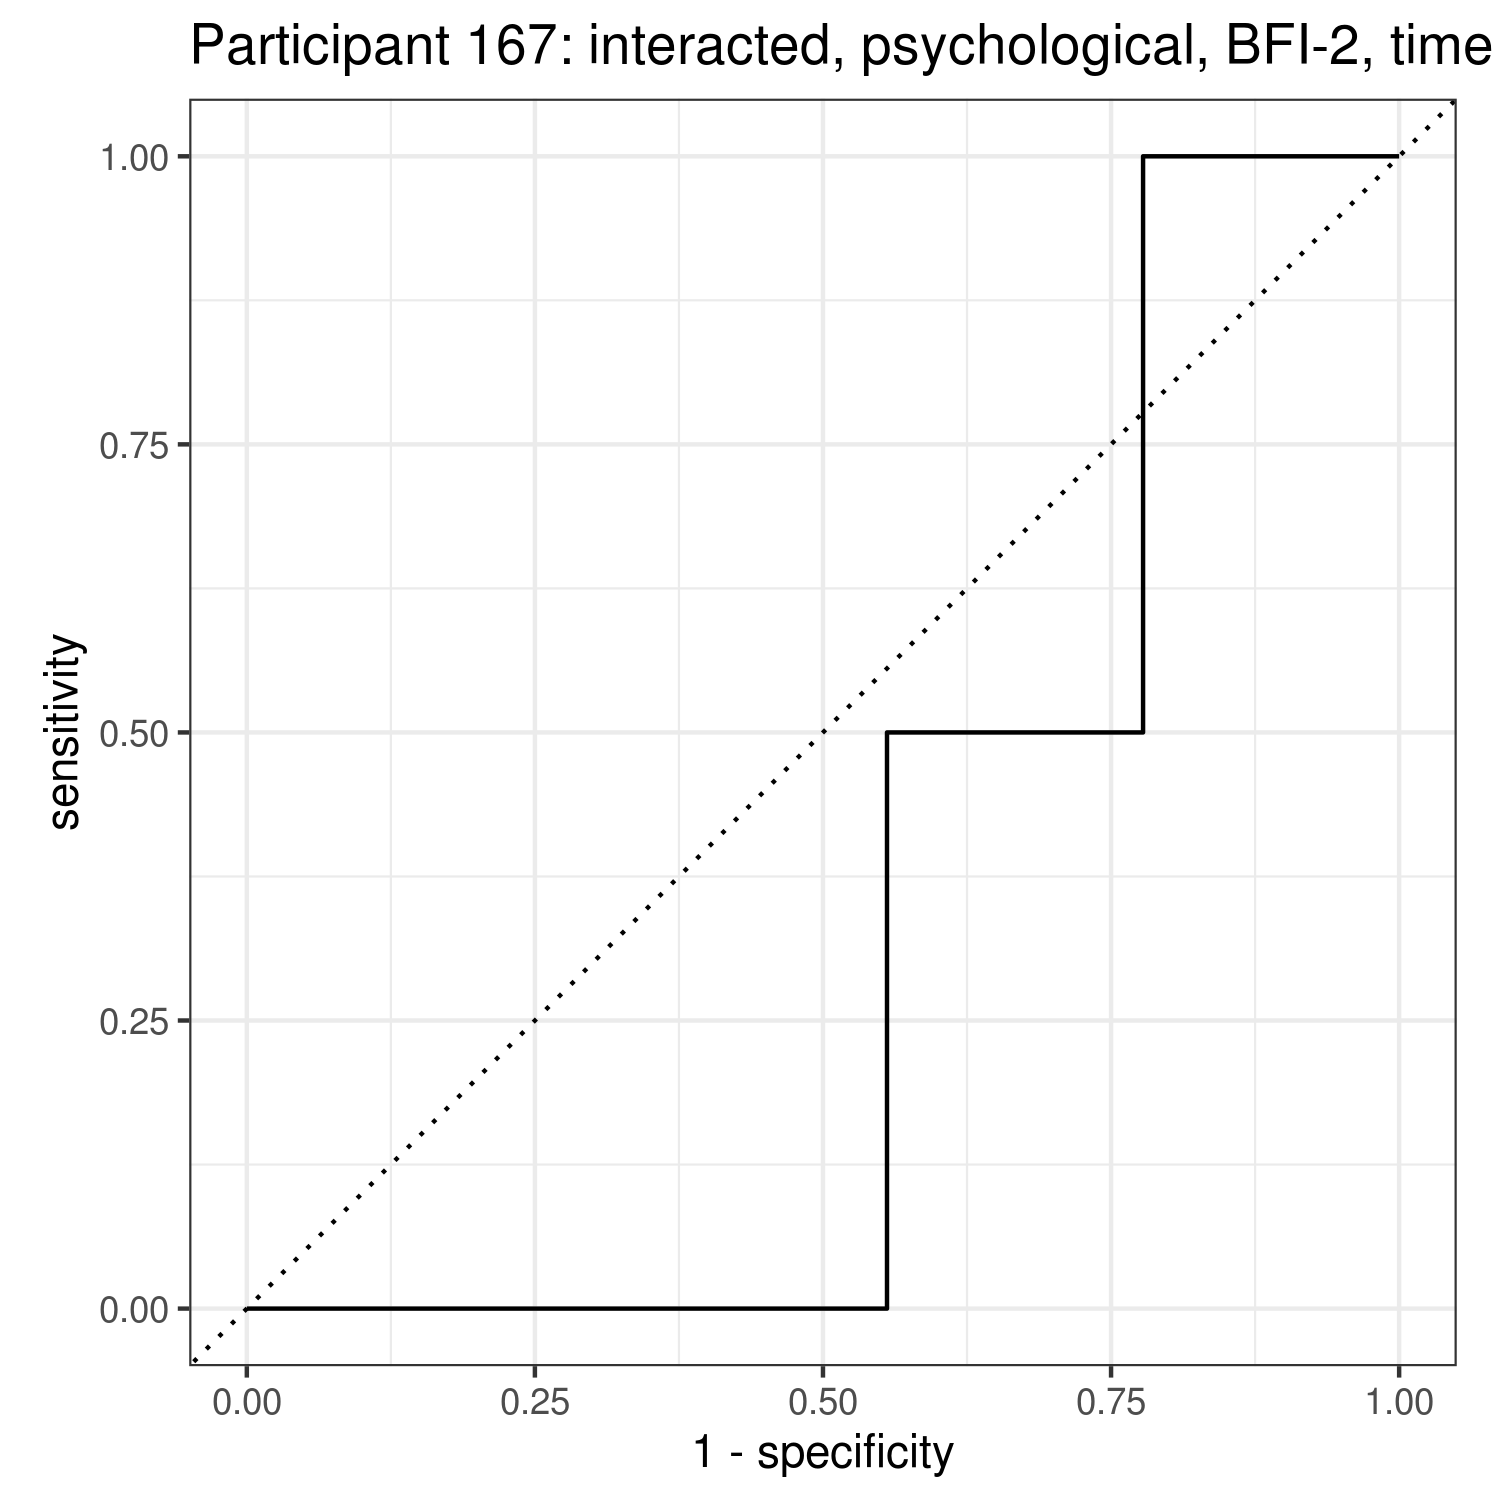 Participant 167: interacted, psychological, BFI-2, time
1.00
0.75
0.50
0.25
0.00
sensitivity
0.00 0.25 0.50 0.75 1.00
1 - specificity